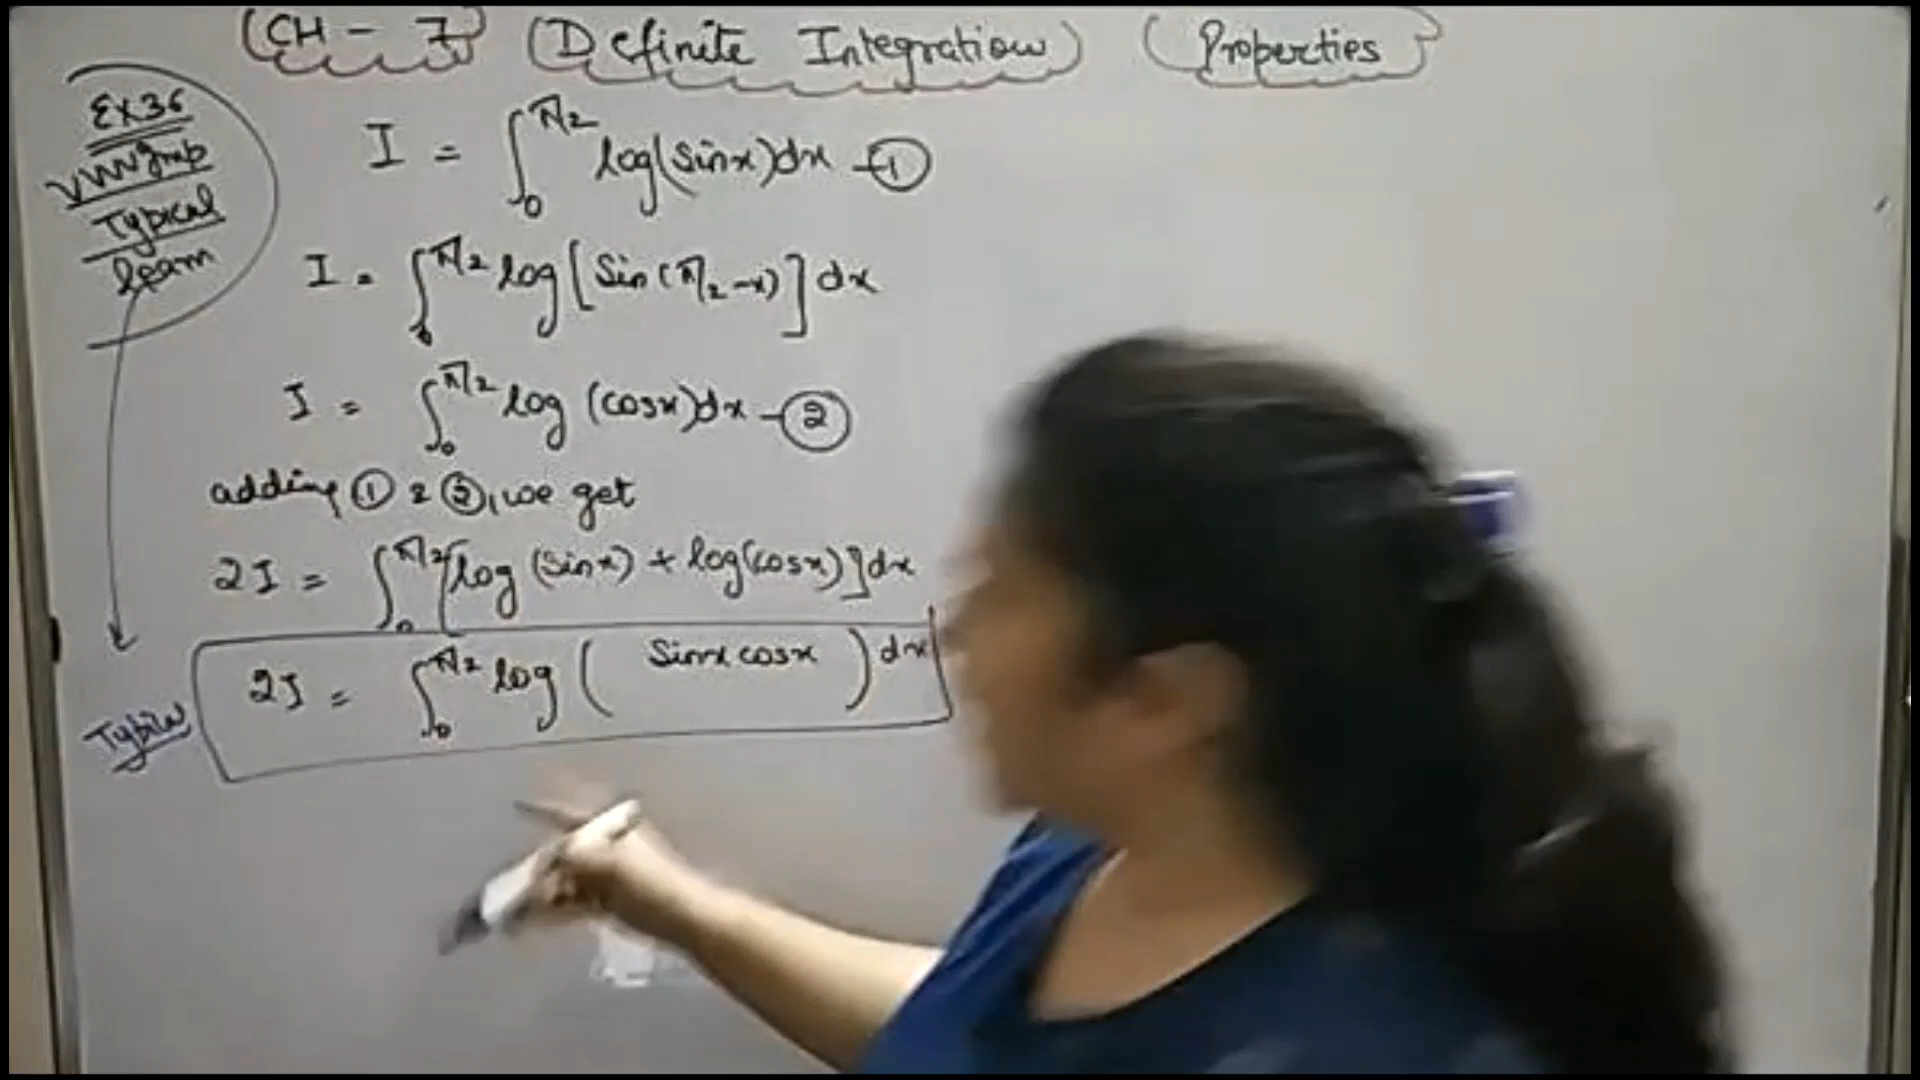 CH - 7 (Definite Integration) (Properties
Ex 36
VVV Imp
Typical
learn
I = ∫₀^π/2 log(sinx)dx - ①
I = ∫₀^π/2 log[sin(π/2-x)]dx
I = ∫₀^π/2 log (cosx)dx - ②
adding ① & ②, we get
2I = ∫₀^π/2 [log (sinx) + log(cosx)]dx
2I = ∫₀^π/2 log ( sinx cosx ) dx